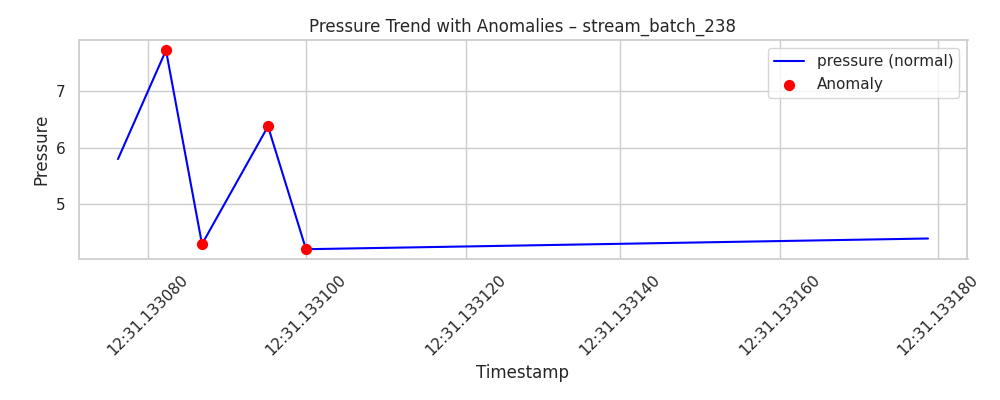 Pressure Trend with Anomalies – stream_batch_238
pressure (normal)
Anomaly
Pressure
7
6
5
12:31.133080
12:31.133100
12:31.133120
12:31.133140
12:31.133160
12:31.133180
Timestamp